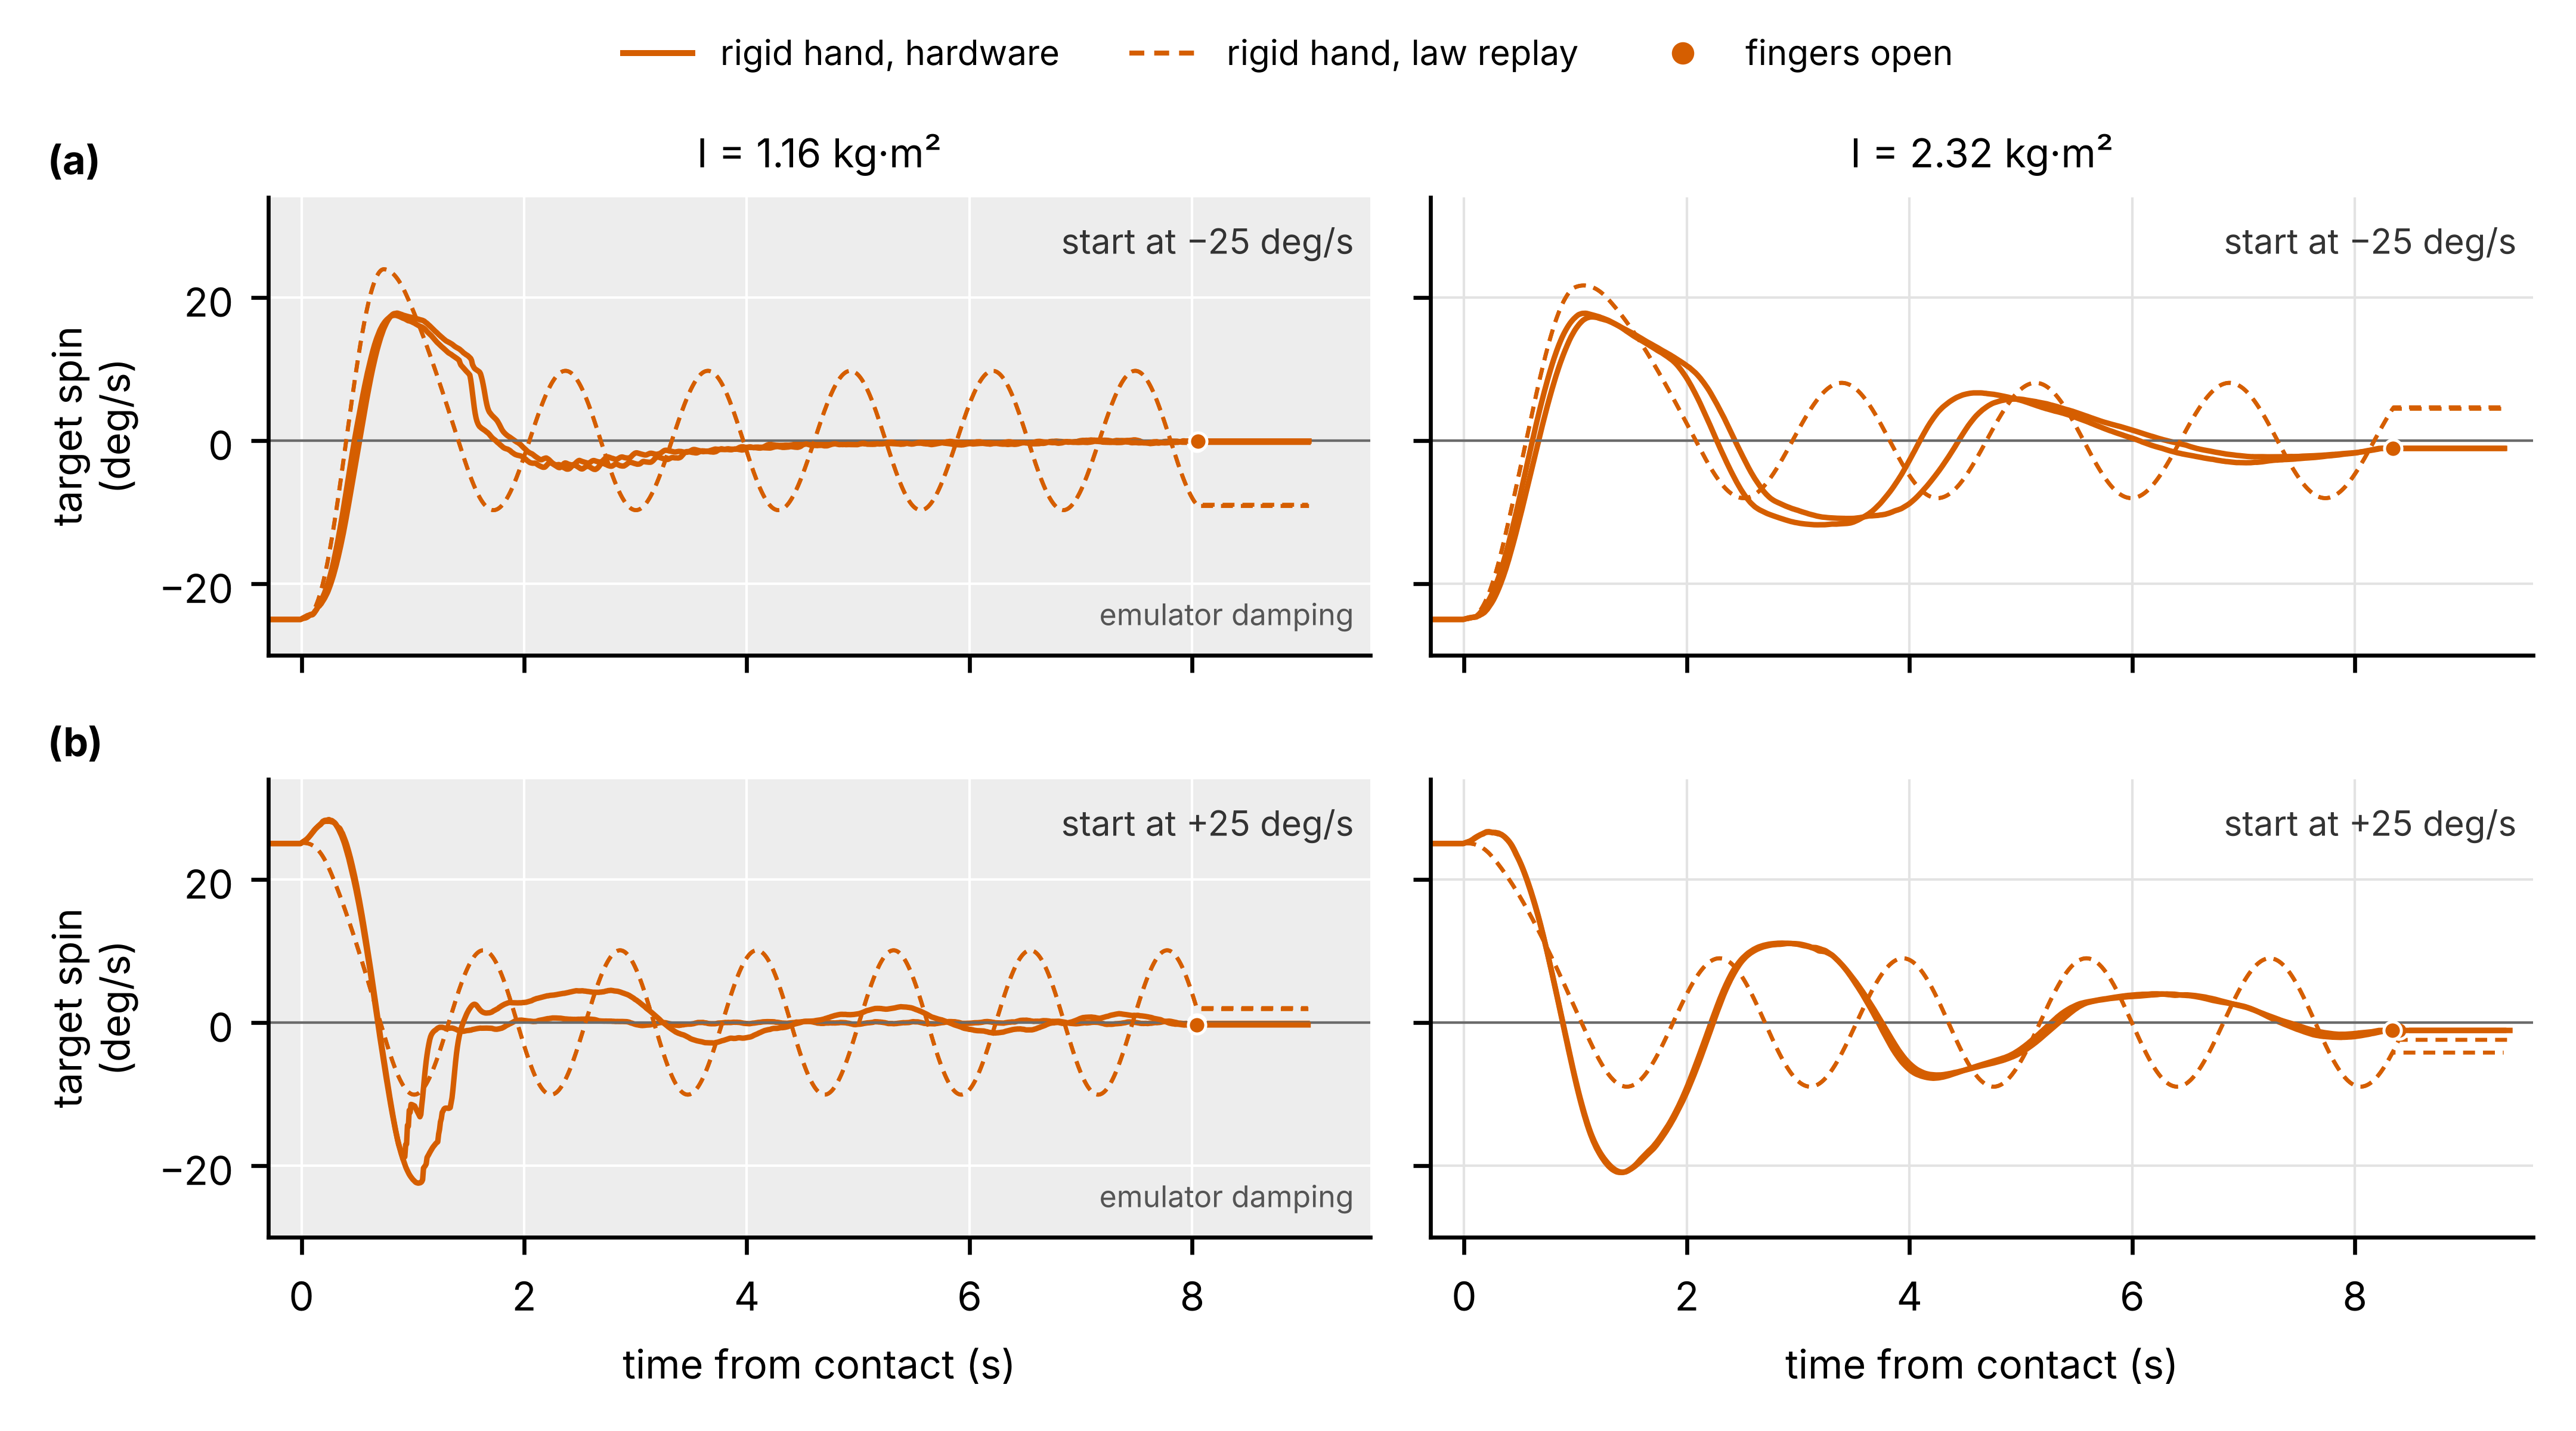 rigid hand, hardware
rigid hand, law replay
fingers open
(a)
I = 1.16 kg·m²
I = 2.32 kg·m²
start at −25 deg/s
start at −25 deg/s
20
0
−20
target spin
(deg/s)
emulator damping
(b)
start at +25 deg/s
start at +25 deg/s
20
0
−20
target spin
(deg/s)
emulator damping
0 2 4 6 8
0 2 4 6 8
time from contact (s)
time from contact (s)